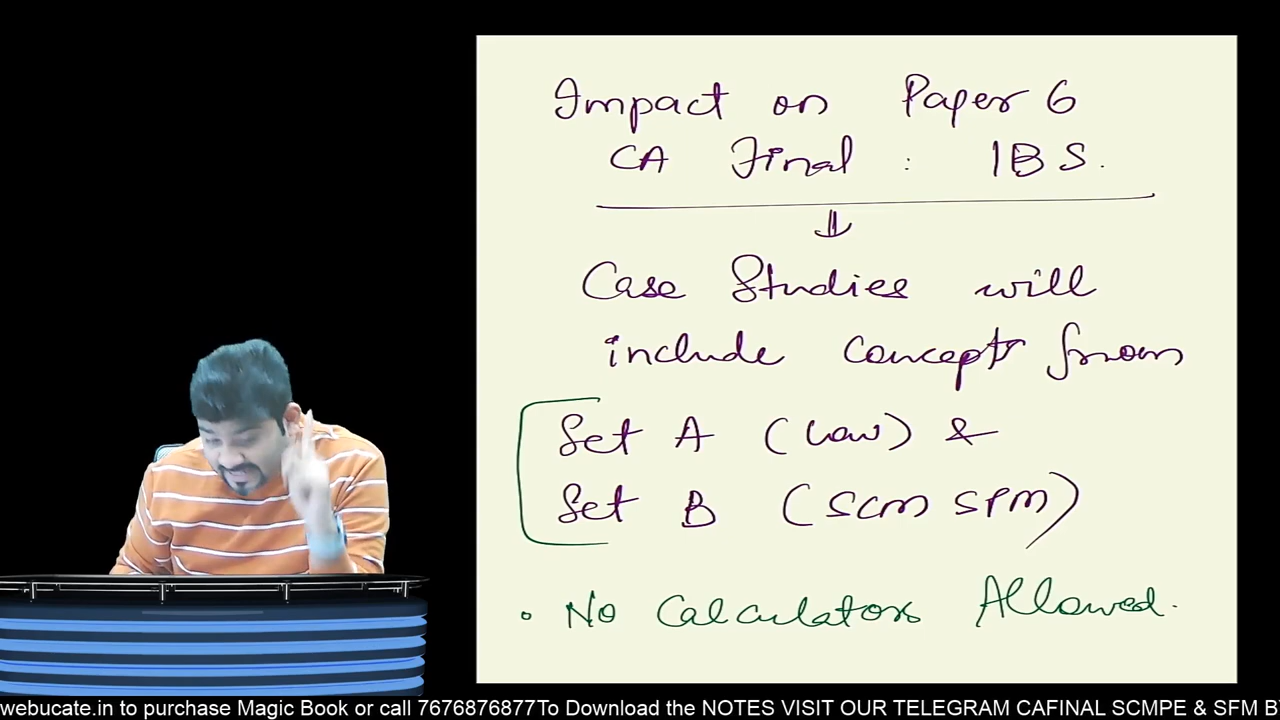 Impact on Paper 6
CA Final : IBS.
Case Studies will
include concepts from
Set A (Law) &
Set B (SCM SPM)
• No Calculators Allowed.
webucate.in to purchase Magic Book or call 7676876877To Download the NOTES VISIT OUR TELEGRAM CAFINAL SCMPE & SFM B